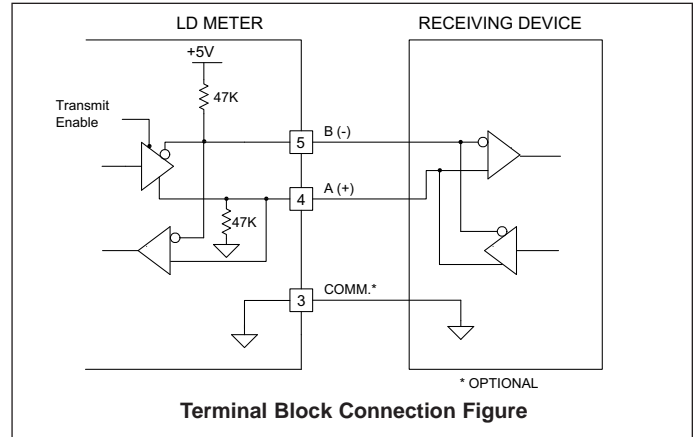 LD METER
RECEIVING DEVICE
+5V
47K
Transmit
Enable
5
B (-)
4
A (+)
47K
3
COMM.*
* OPTIONAL
Terminal Block Connection Figure